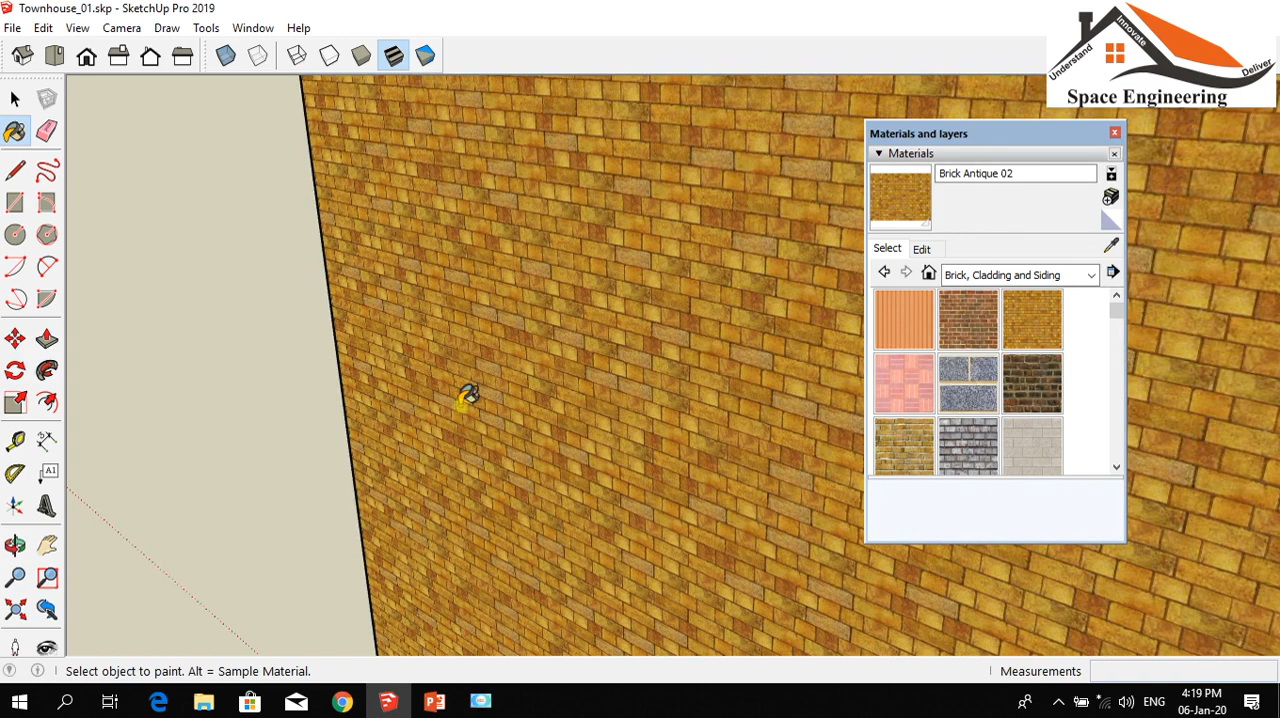 Townhouse_01.skp - SketchUp Pro 2019
File Edit View Camera Draw Tools Window Help
Understand Innovate Deliver
Space Engineering
Materials and layers
Materials
Brick Antique 02
Select Edit
Brick, Cladding and Siding
A1
Select object to paint. Alt = Sample Material.
Measurements
ENG
4:19 PM
06-Jan-20